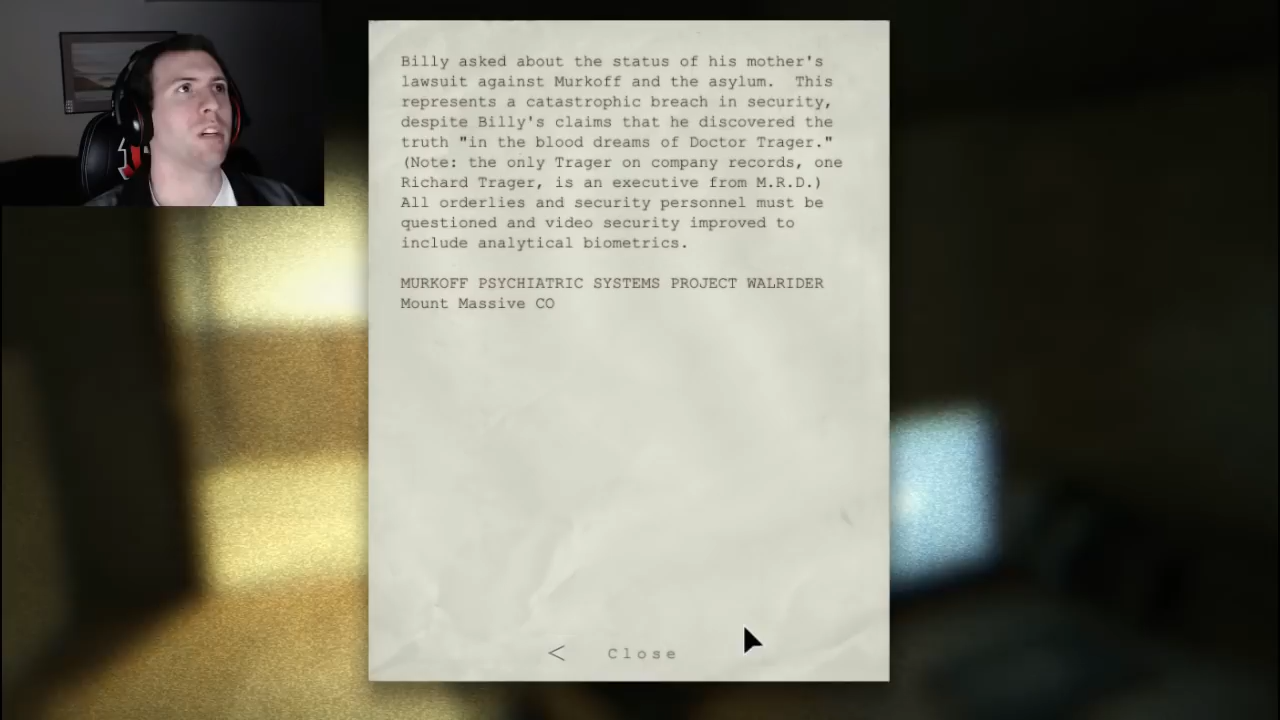 Billy asked about the status of his mother's
lawsuit against Murkoff and the asylum.  This
represents a catastrophic breach in security,
despite Billy's claims that he discovered the
truth "in the blood dreams of Doctor Trager."
(Note: the only Trager on company records, one
Richard Trager, is an executive from M.R.D.)
All orderlies and security personnel must be
questioned and video security improved to
include analytical biometrics.
MURKOFF PSYCHIATRIC SYSTEMS PROJECT WALRIDER
Mount Massive CO
< Close